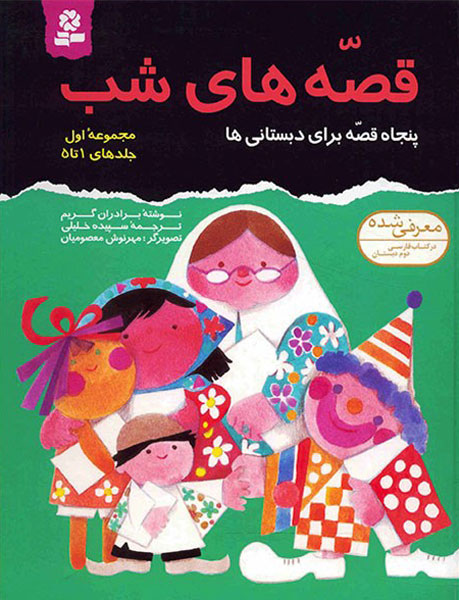 قصّه های شب
پنجاه قصّه برای دبستانی ها
مجموعهٔ اول
جلدهای ۱ تا ۵
نوشتهٔ برادران گریم
ترجمهٔ سپیده خلیلی
تصویرگر: مهرنوش معصومیان
معرفی شده
در کتاب فارسی
دوم دبستان